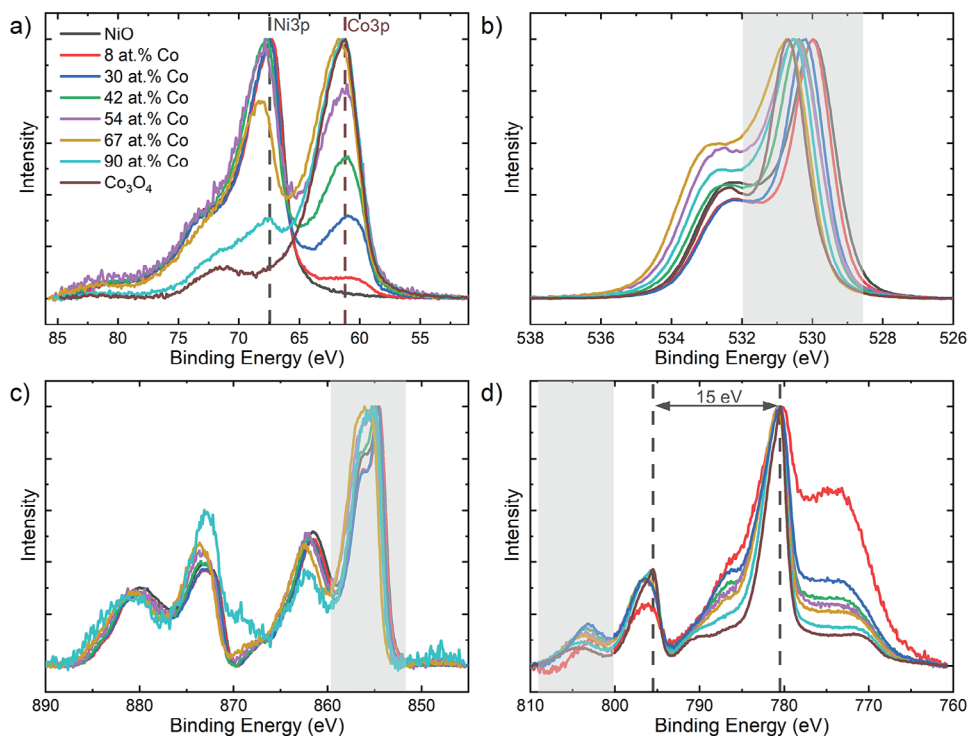 a)
Ni3p
Co3p
NiO
8 at.% Co
30 at.% Co
42 at.% Co
54 at.% Co
67 at.% Co
90 at.% Co
Co₃O₄
Intensity
85 80 75 70 65 60 55
Binding Energy (eV)
b)
Intensity
538 536 534 532 530 528 526
Binding Energy (eV)
c)
Intensity
890 880 870 860 850
Binding Energy (eV)
d)
15 eV
Intensity
810 800 790 780 770 760
Binding Energy (eV)